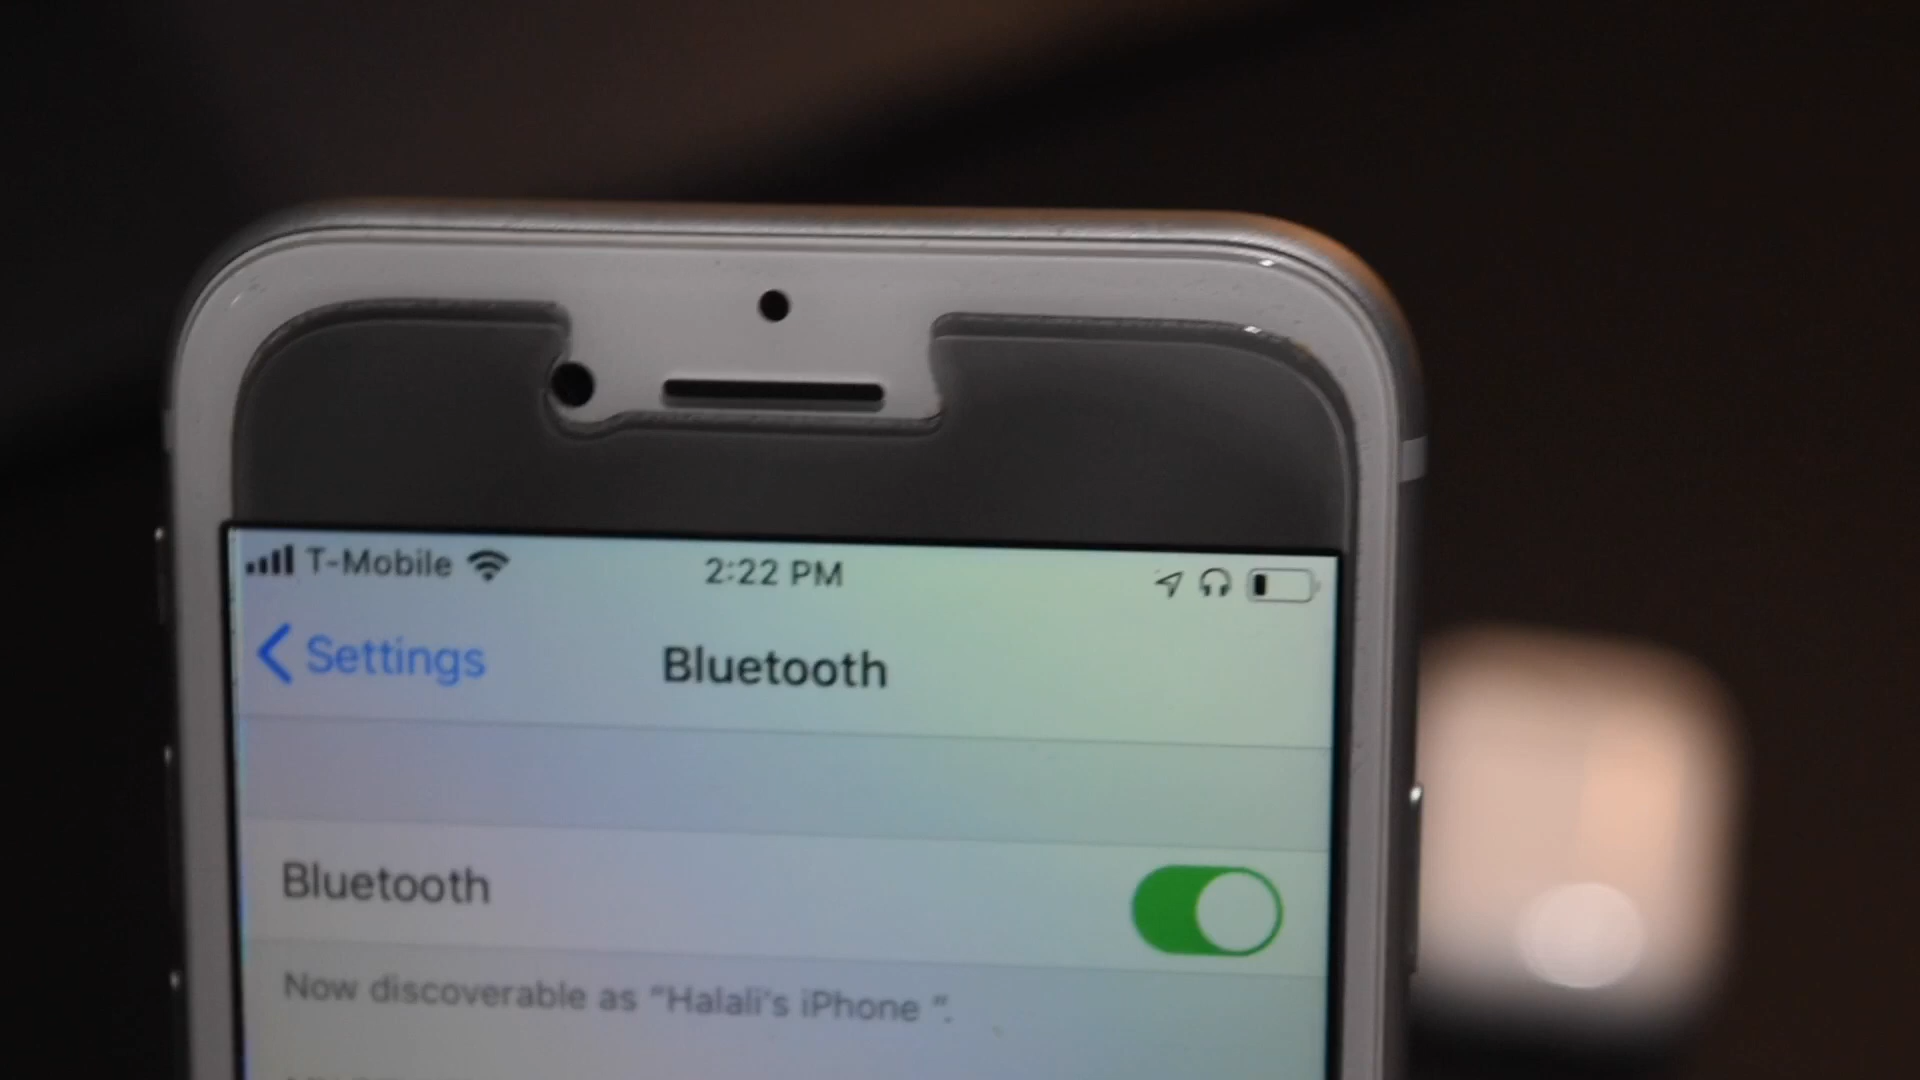 T-Mobile 2:22 PM
Settings Bluetooth
Bluetooth
Now discoverable as “Halali’s iPhone ”.